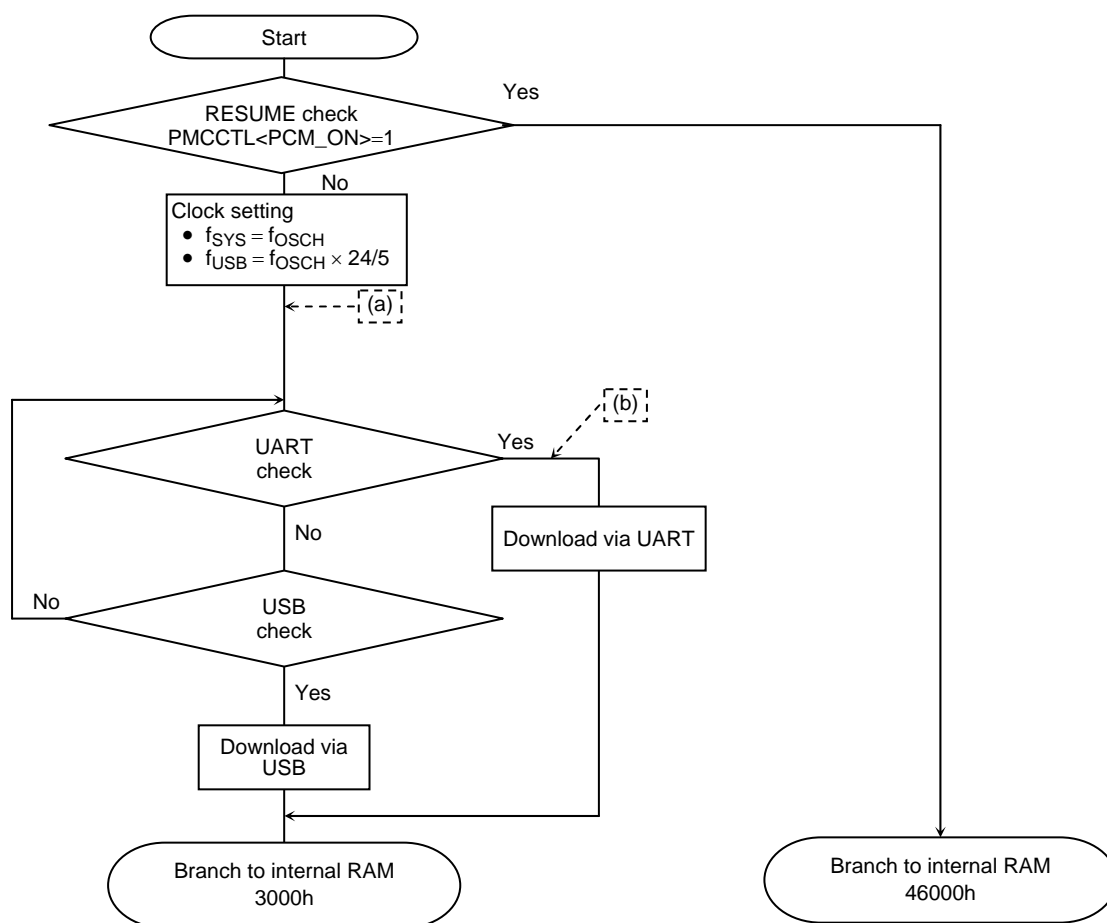 Start
Yes
RESUME check
PMCCTL<PCM_ON>=1
No
Clock setting
• fSYS = fOSCH
• fUSB = fOSCH × 24/5
(a)
(b)
Yes
UART
check
Download via UART
No
No
USB
check
Yes
Download via
USB
Branch to internal RAM
3000h
Branch to internal RAM
46000h